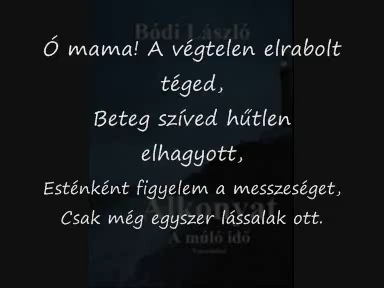 Bódi László
Ó mama! A végtelen elrabolt
téged,
Beteg szíved hűtlen
elhagyott,
Esténként figyelem a messzeséget,
Csak még egyszer lássalak ott.
Alkonyat
A múló idő